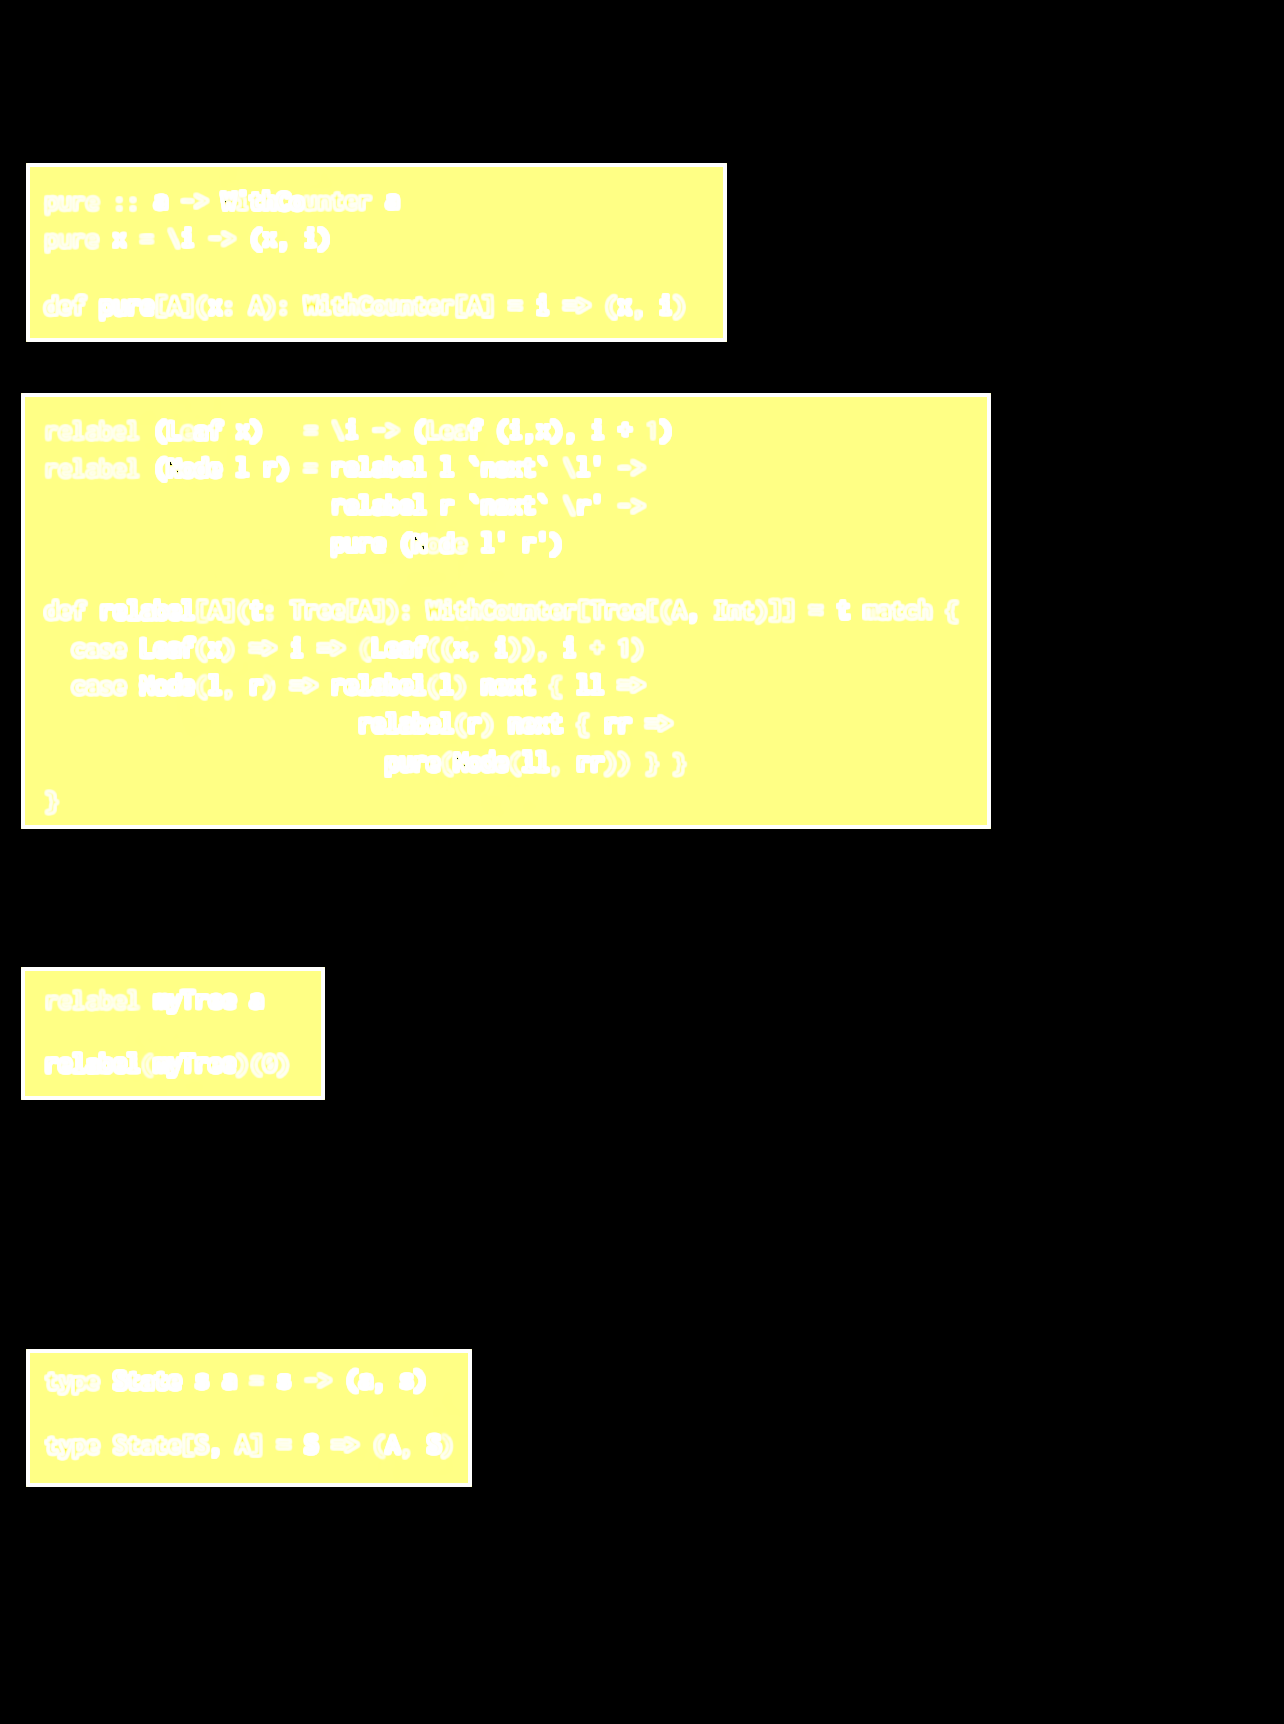 pure :: a -> WithCounter a
pure x = \i -> (x, i)
def pure[A](x: A): WithCounter[A] = i => (x, i)
relabel (Leaf x)   = \i -> (Leaf (i,x), i + 1)
relabel (Node l r) = relabel l `next` \l' ->
relabel r `next` \r' ->
pure (Node l' r')
def relabel[A](t: Tree[A]): WithCounter[Tree[(A, Int)]] = t match {
case Leaf(x) => i => (Leaf((x, i)), i + 1)
case Node(l, r) => relabel(l) next { ll =>
relabel(r) next { rr =>
pure(Node(ll, rr)) } }
}
relabel myTree
relabel(myTree)(0)
type State s a = s -> (a, s)
type State[S, A] = S => (A, S)